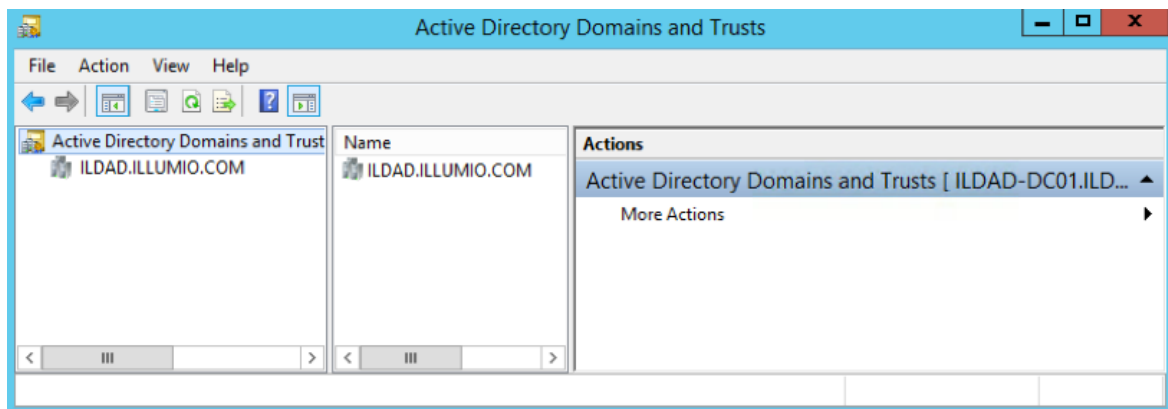 Active Directory Domains and Trusts
File Action View Help
Active Directory Domains and Trust
ILDAD.ILLUMIO.COM
Name
ILDAD.ILLUMIO.COM
Actions
Active Directory Domains and Trusts [ ILDAD-DC01.ILD...
More Actions